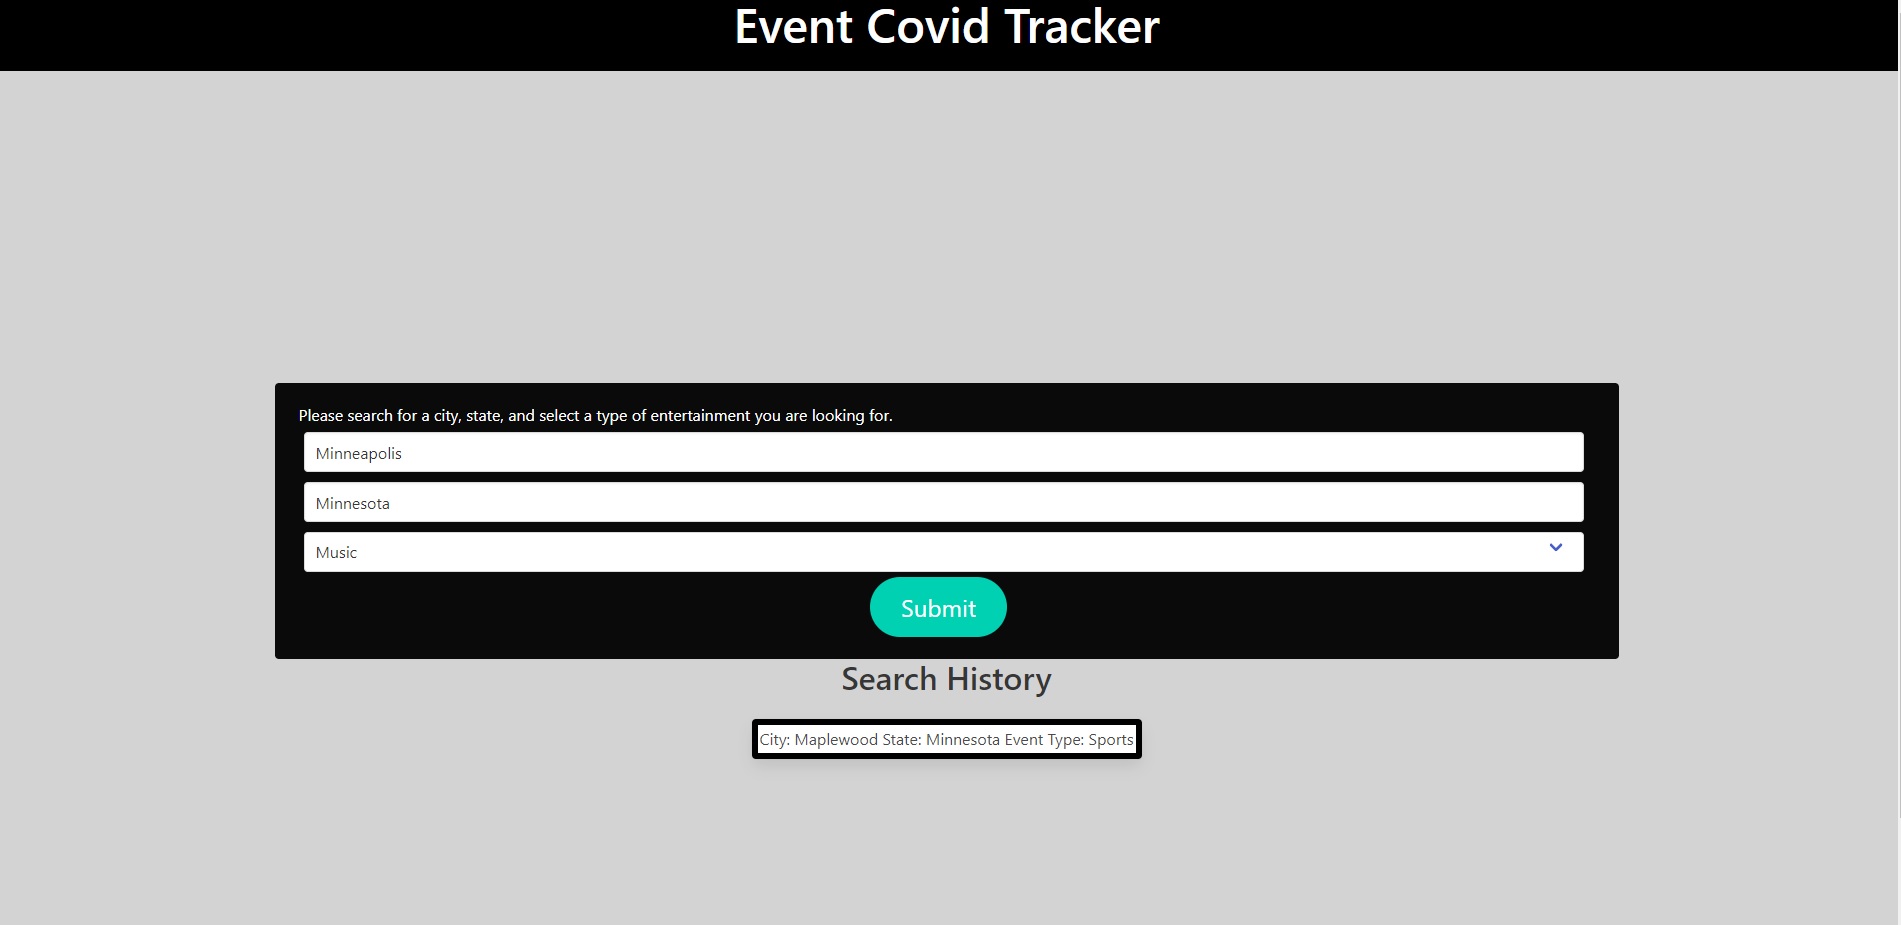 Event Covid Tracker
Please search for a city, state, and select a type of entertainment you are looking for.
Minneapolis
Minnesota
Music
Submit
Search History
City: Maplewood State: Minnesota Event Type: Sports